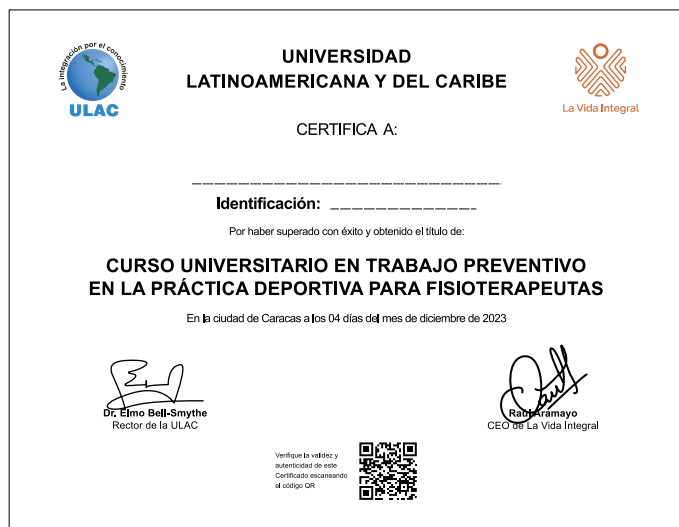 La integración por el conocimiento
ULAC
UNIVERSIDAD
LATINOAMERICANA Y DEL CARIBE
La Vida Integral
CERTIFICA A:
Identificación:
Por haber superado con éxito y obtenido el título de:
CURSO UNIVERSITARIO EN TRABAJO PREVENTIVO
EN LA PRÁCTICA DEPORTIVA PARA FISIOTERAPEUTAS
En la ciudad de Caracas a los 04 días del mes de diciembre de 2023
Dr. Elmo Bell-Smythe
Rector de la ULAC
Raúl Aramayo
CEO de La Vida Integral
Verifique la validez y
autenticidad de este
Certificado escaneando
el código QR